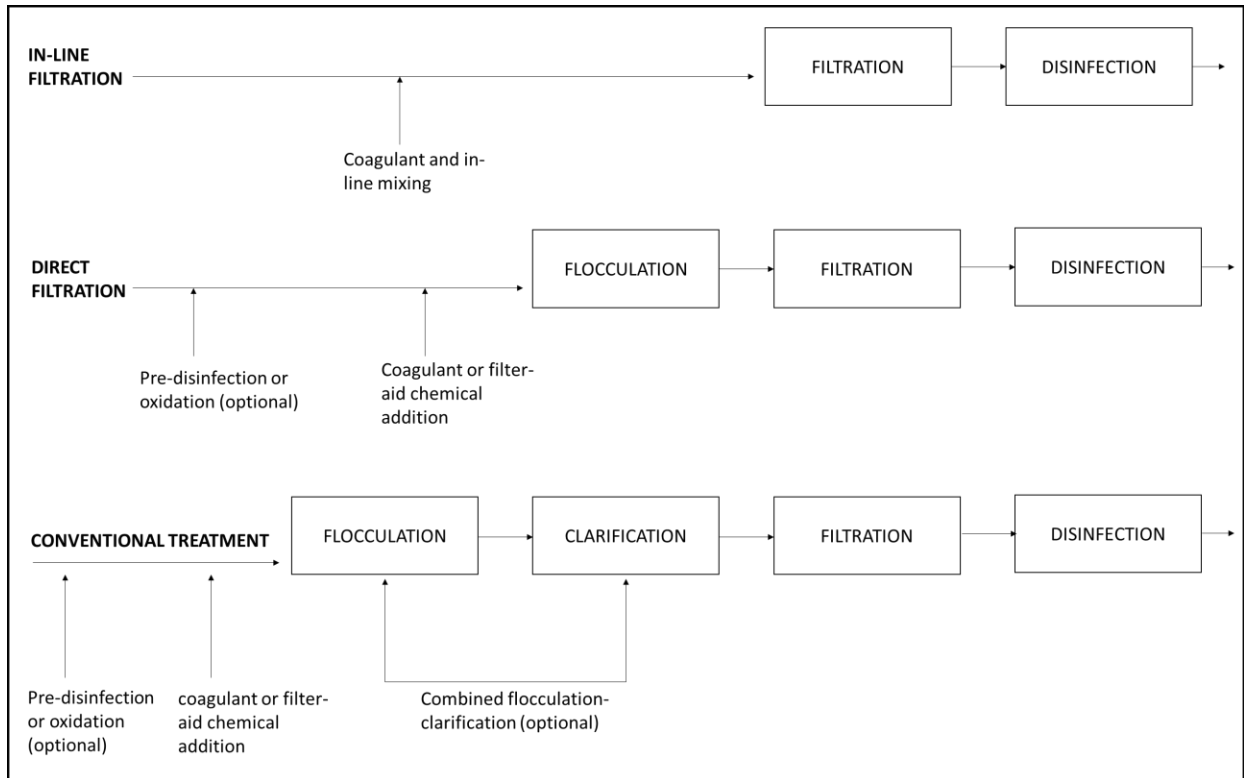 IN-LINE
FILTRATION
FILTRATION
DISINFECTION
Coagulant and in-
line mixing
DIRECT
FILTRATION
FLOCCULATION
FILTRATION
DISINFECTION
Pre-disinfection or
oxidation (optional)
Coagulant or filter-
aid chemical
addition
CONVENTIONAL TREATMENT
FLOCCULATION
CLARIFICATION
FILTRATION
DISINFECTION
Pre-disinfection
or oxidation
(optional)
coagulant or filter-
aid chemical
addition
Combined flocculation-
clarification (optional)